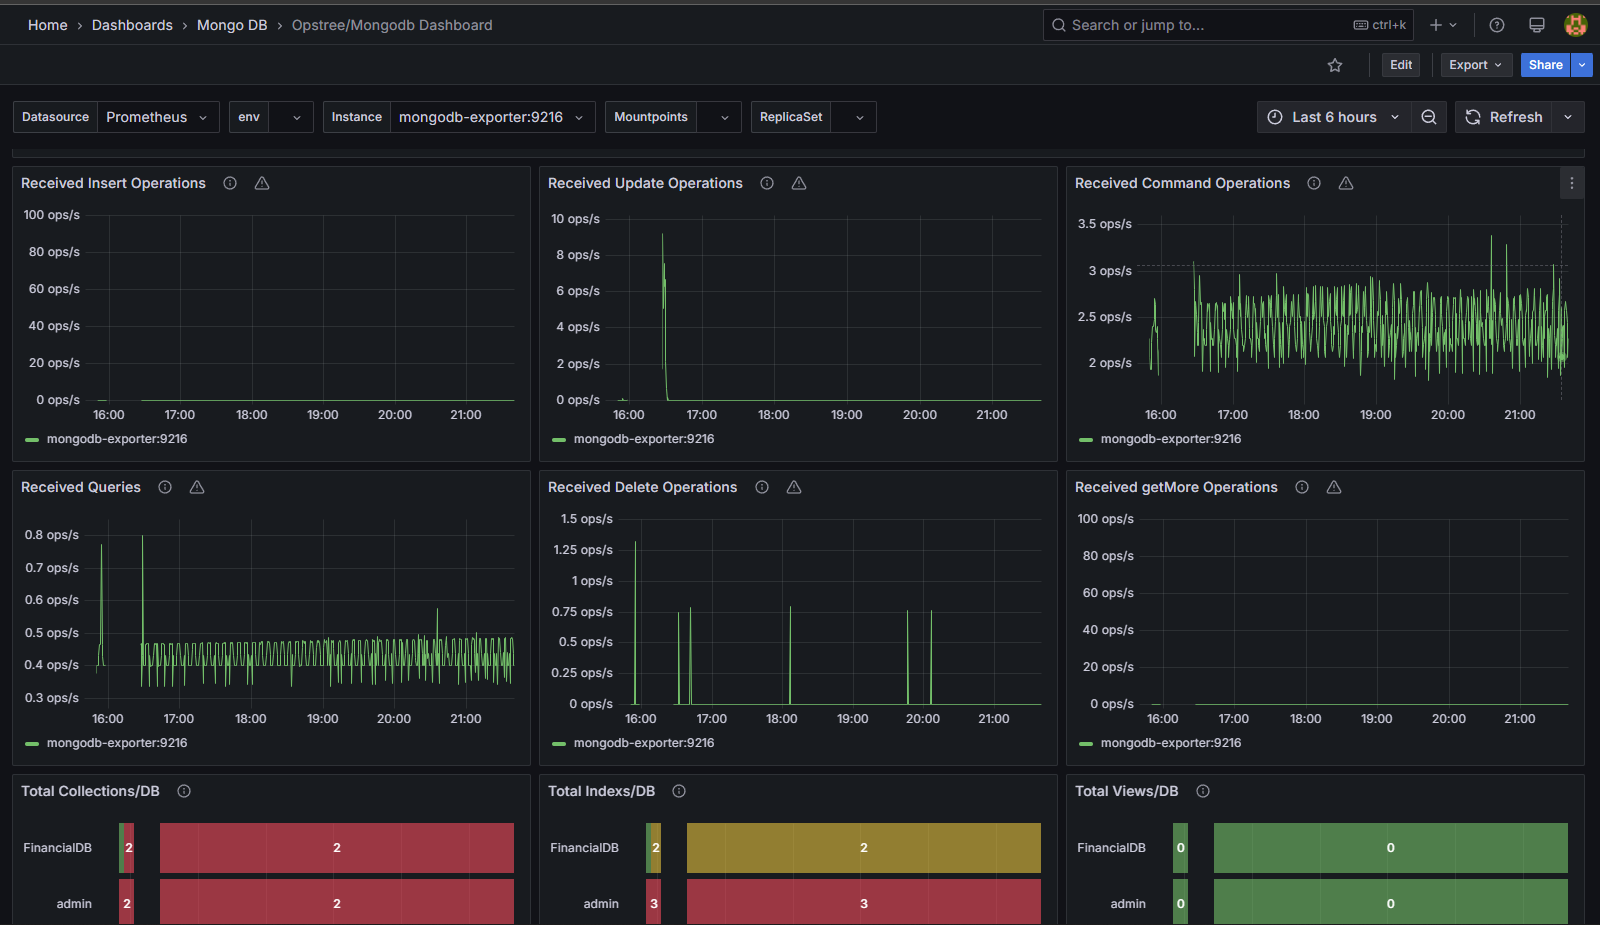 Home › Dashboards › Mongo DB › Opstree/Mongodb Dashboard
Search or jump to... ctrl+k
Edit Export Share
Datasource Prometheus env Instance mongodb-exporter:9216 Mountpoints ReplicaSet Last 6 hours Refresh
Received Insert Operations
100 ops/s
80 ops/s
60 ops/s
40 ops/s
20 ops/s
0 ops/s
16:00 17:00 18:00 19:00 20:00 21:00
mongodb-exporter:9216
Received Update Operations
10 ops/s
8 ops/s
6 ops/s
4 ops/s
2 ops/s
0 ops/s
16:00 17:00 18:00 19:00 20:00 21:00
mongodb-exporter:9216
Received Command Operations
3.5 ops/s
3 ops/s
2.5 ops/s
2 ops/s
16:00 17:00 18:00 19:00 20:00 21:00
mongodb-exporter:9216
Received Queries
0.8 ops/s
0.7 ops/s
0.6 ops/s
0.5 ops/s
0.4 ops/s
0.3 ops/s
16:00 17:00 18:00 19:00 20:00 21:00
mongodb-exporter:9216
Received Delete Operations
1.5 ops/s
1.25 ops/s
1 ops/s
0.75 ops/s
0.5 ops/s
0.25 ops/s
0 ops/s
16:00 17:00 18:00 19:00 20:00 21:00
mongodb-exporter:9216
Received getMore Operations
100 ops/s
80 ops/s
60 ops/s
40 ops/s
20 ops/s
0 ops/s
16:00 17:00 18:00 19:00 20:00 21:00
mongodb-exporter:9216
Total Collections/DB
FinancialDB 2 2
admin 2 2
Total Indexs/DB
FinancialDB 2 2
admin 3 3
Total Views/DB
FinancialDB 0 0
admin 0 0